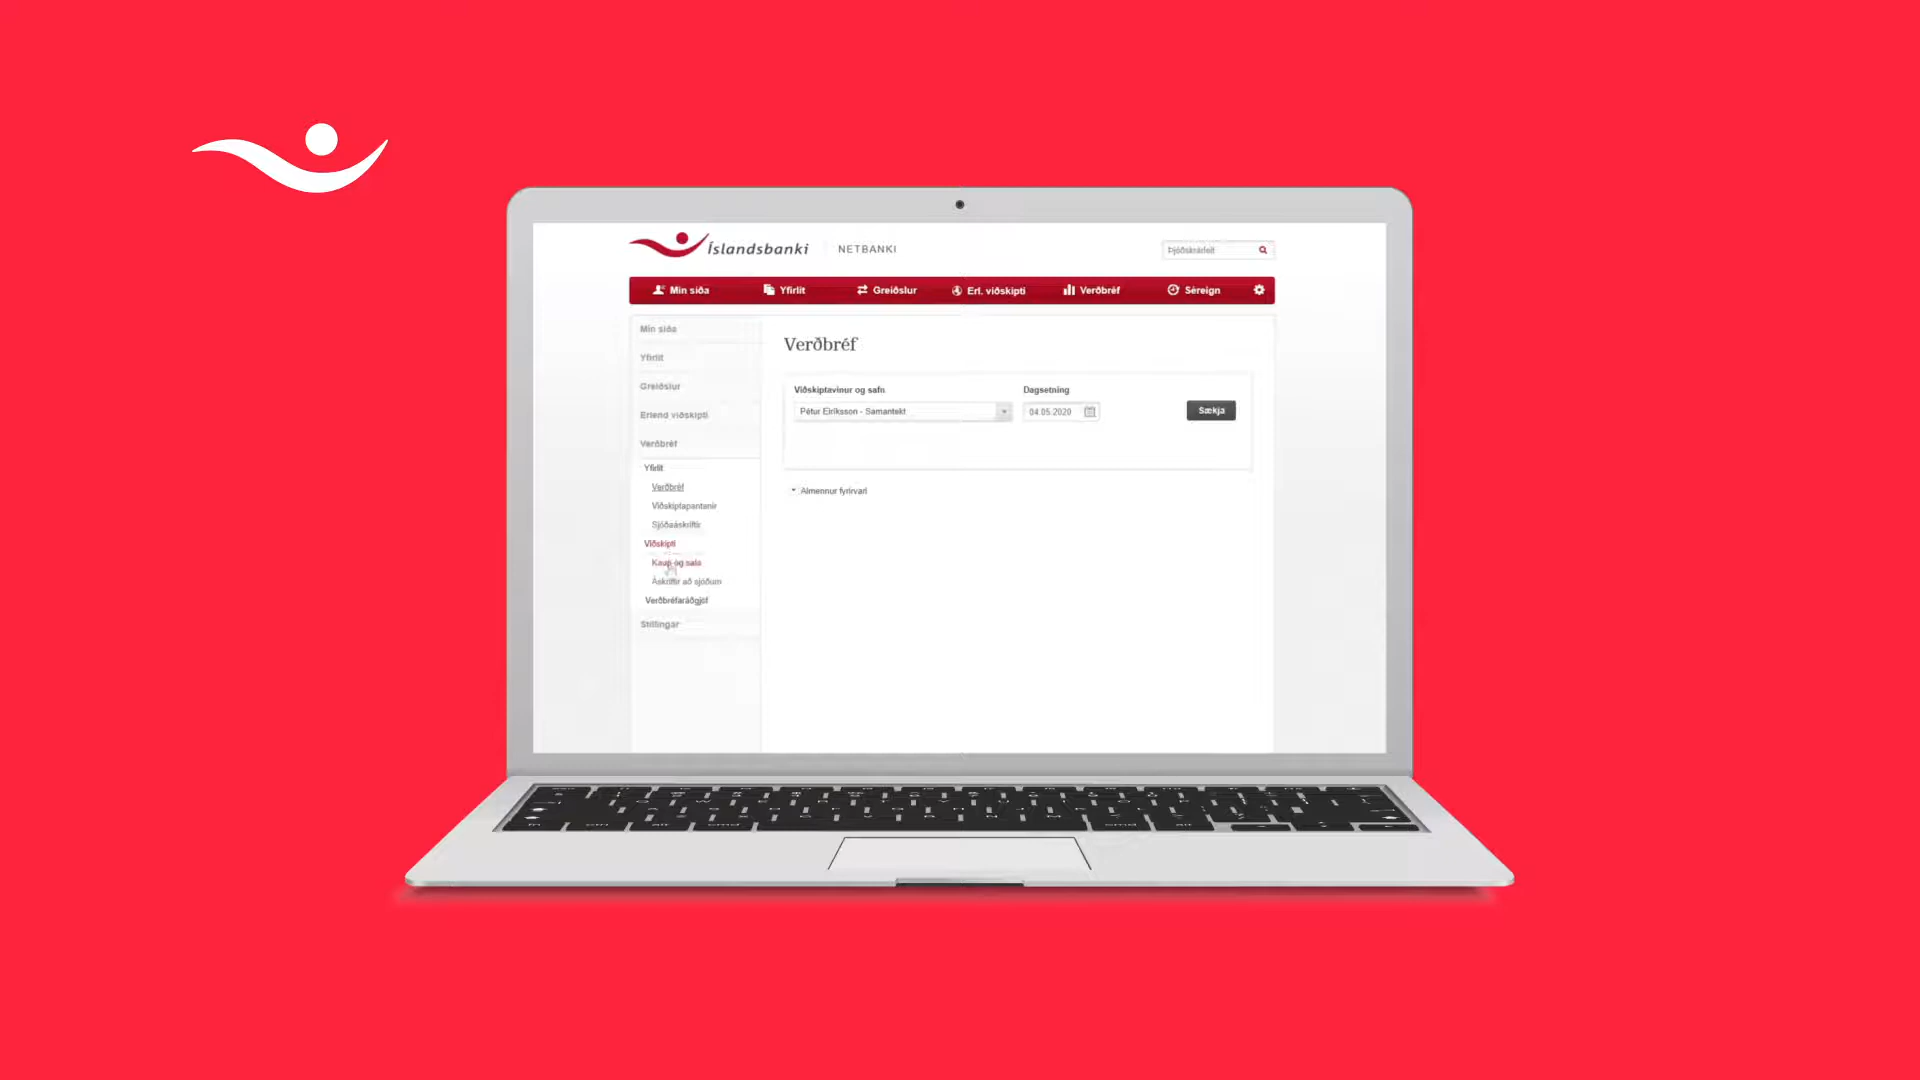 Íslandsbanki NETBANKI
Þjóðskrárleit
Mín síða Yfirlit Greiðslur Erl. viðskipti Verðbréf Séreign
Mín síða
Yfirlit
Greiðslur
Erlend viðskipti
Verðbréf
Yfirlit
Verðbréf
Viðskiptapantanir
Sjóðaáskriftir
Viðskipti
Kaup og sala
Áskriftir að sjóðum
Verðbréfaráðgjöf
Stillingar
Verðbréf
Viðskiptavinur og safn Dagsetning
Pétur Eiríksson - Samantekt 04.05.2020 Sækja
Almennur fyrirvari